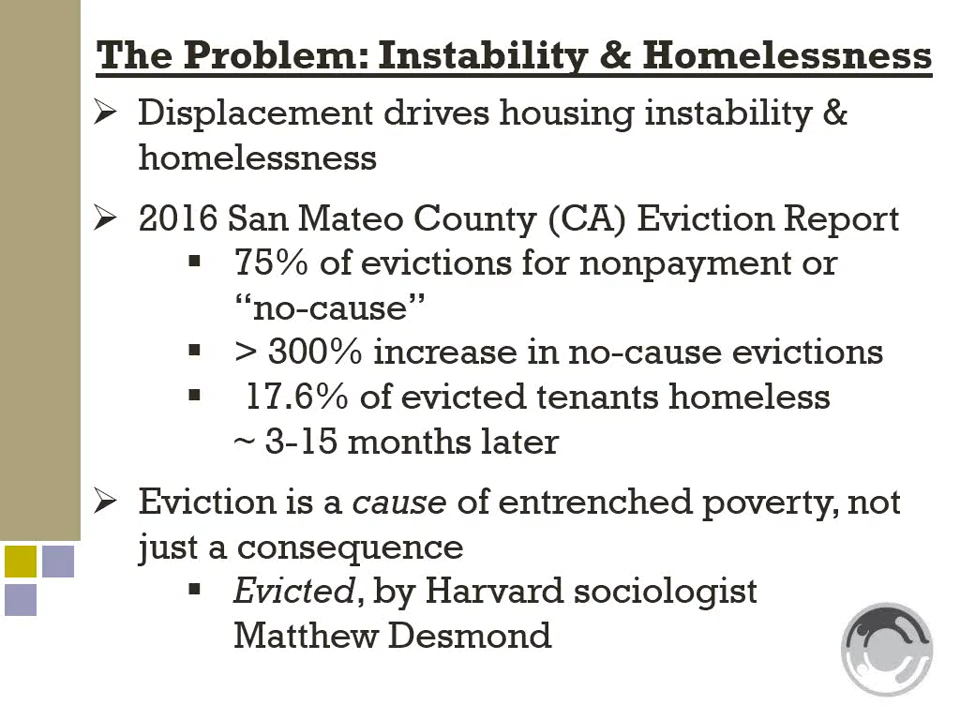 The Problem: Instability & Homelessness
➢ Displacement drives housing instability &
homelessness
➢ 2016 San Mateo County (CA) Eviction Report
▪ 75% of evictions for nonpayment or
“no-cause”
▪ > 300% increase in no-cause evictions
▪ 17.6% of evicted tenants homeless
~ 3-15 months later
➢ Eviction is a cause of entrenched poverty, not
just a consequence
▪ Evicted, by Harvard sociologist
Matthew Desmond